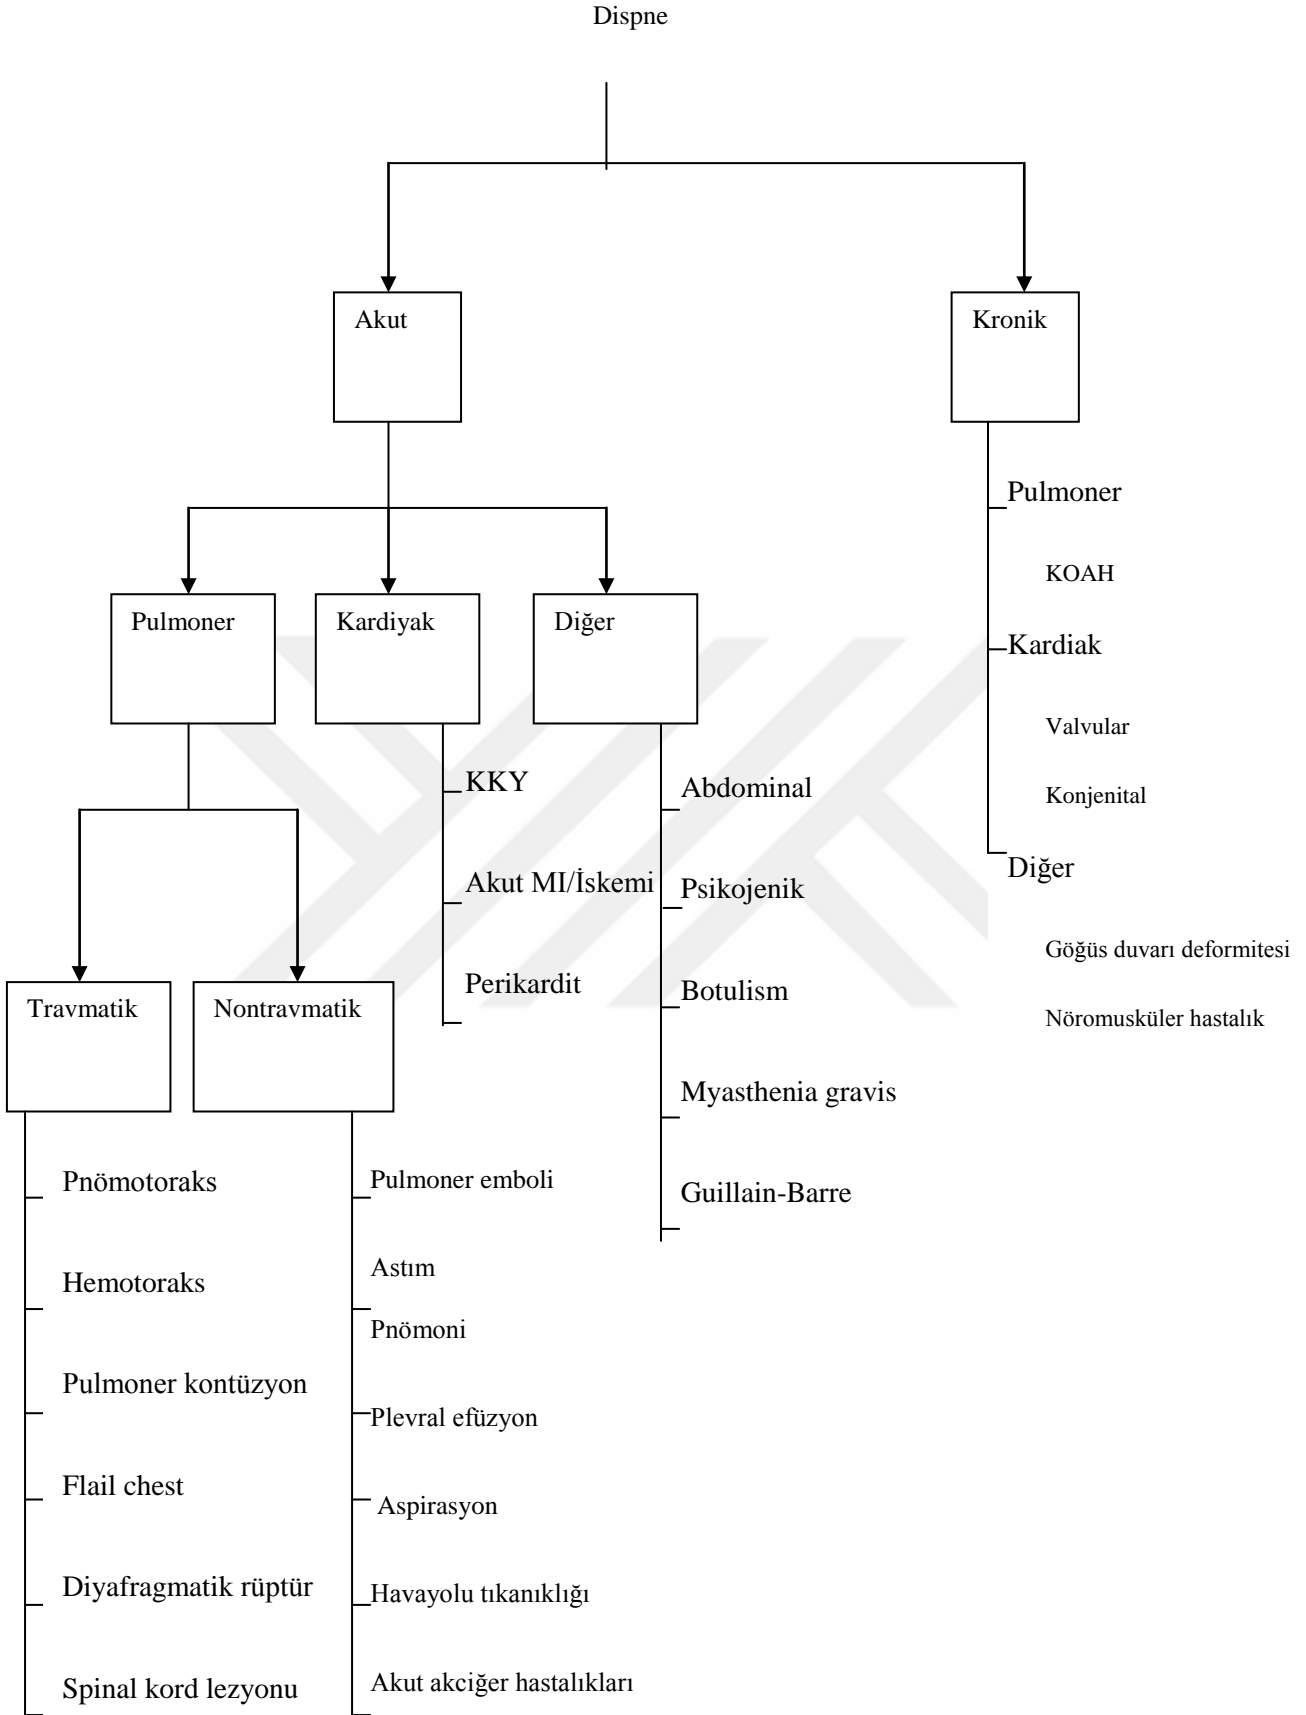 Dispne
Akut
Kronik
Pulmoner
Kardiyak
Diğer
Pulmoner
KOAH
Kardiak
Valvular
Konjenital
Diğer
Göğüs duvarı deformitesi
Nöromusküler hastalık
KKY
Akut MI/İskemi
Perikardit
Abdominal
Psikojenik
Botulism
Myasthenia gravis
Guillain-Barre
Travmatik
Nontravmatik
Pnömotoraks
Hemotoraks
Pulmoner kontüzyon
Flail chest
Diyafragmatik rüptür
Spinal kord lezyonu
Pulmoner emboli
Astım
Pnömoni
Plevral efüzyon
Aspirasyon
Havayolu tıkanıklığı
Akut akciğer hastalıkları